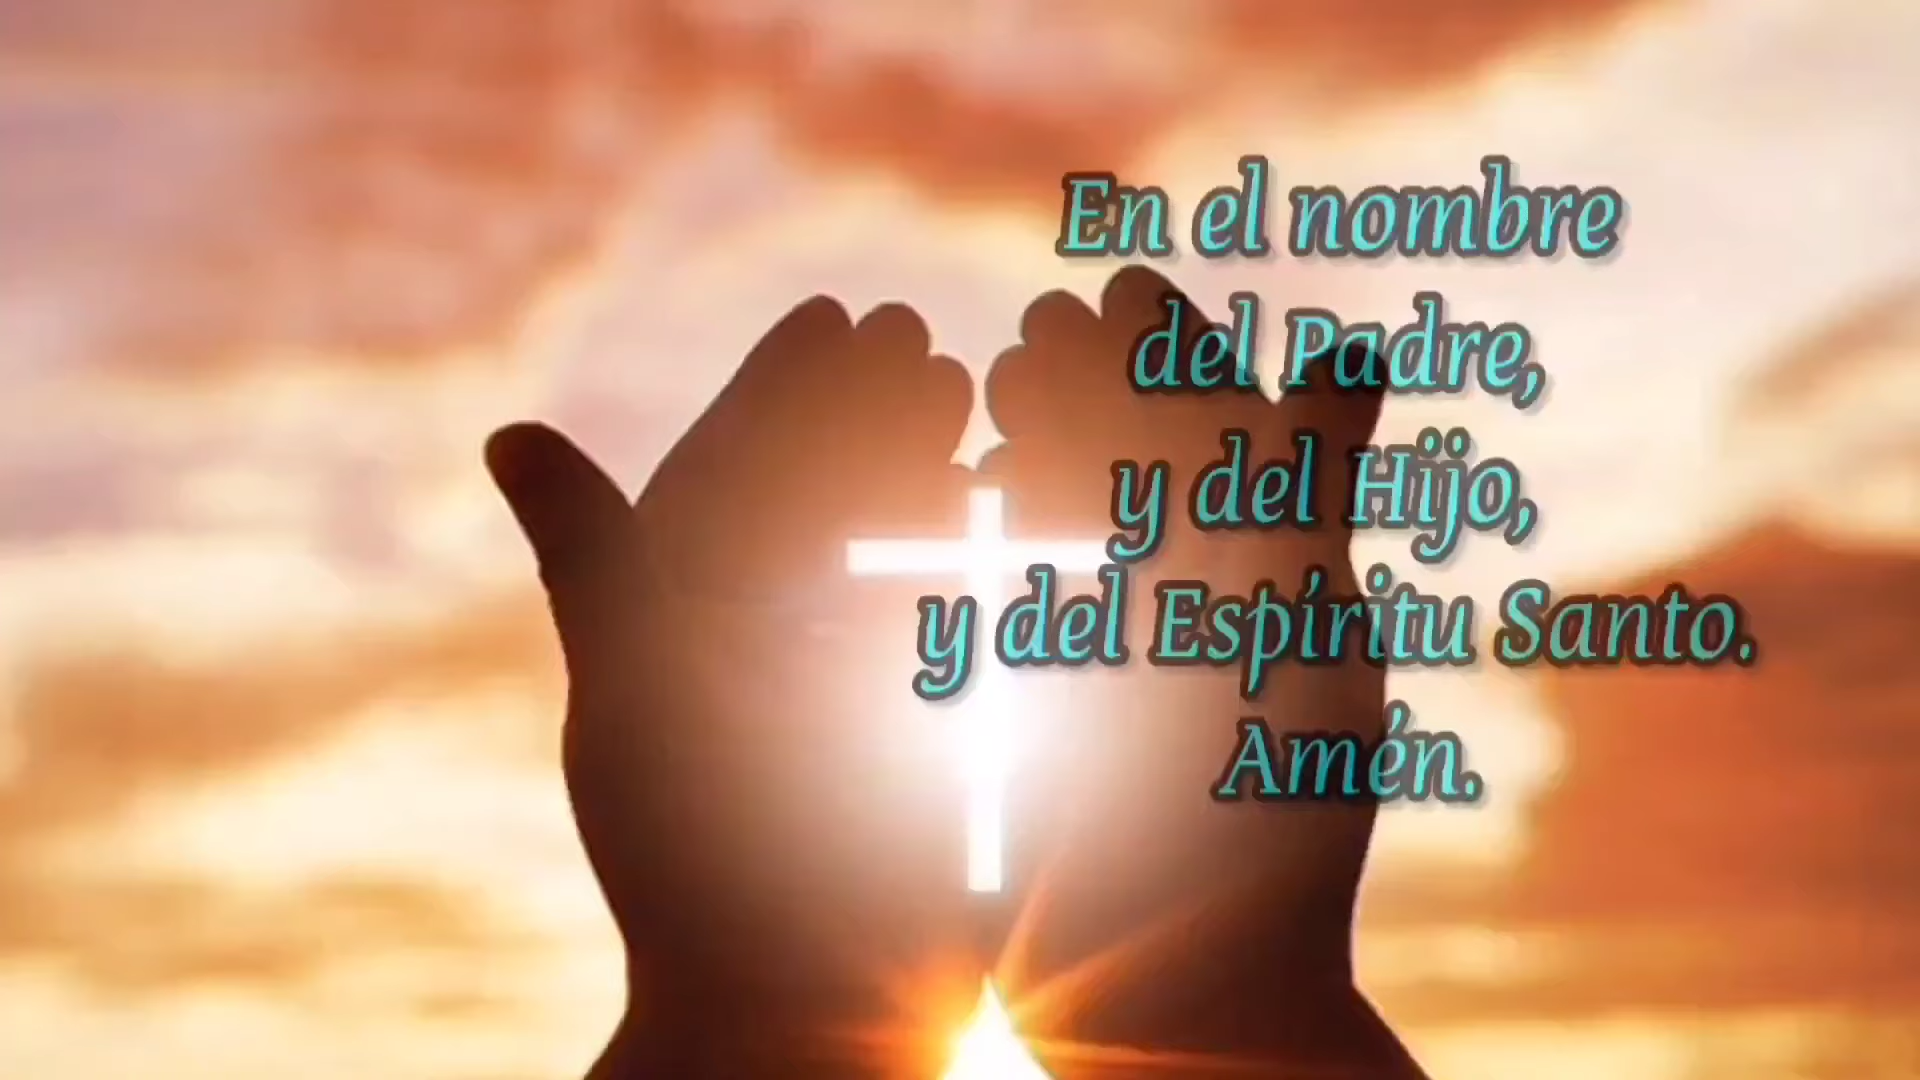 En el nombre
del Padre,
y del Hijo,
y del Espíritu Santo.
Amén.